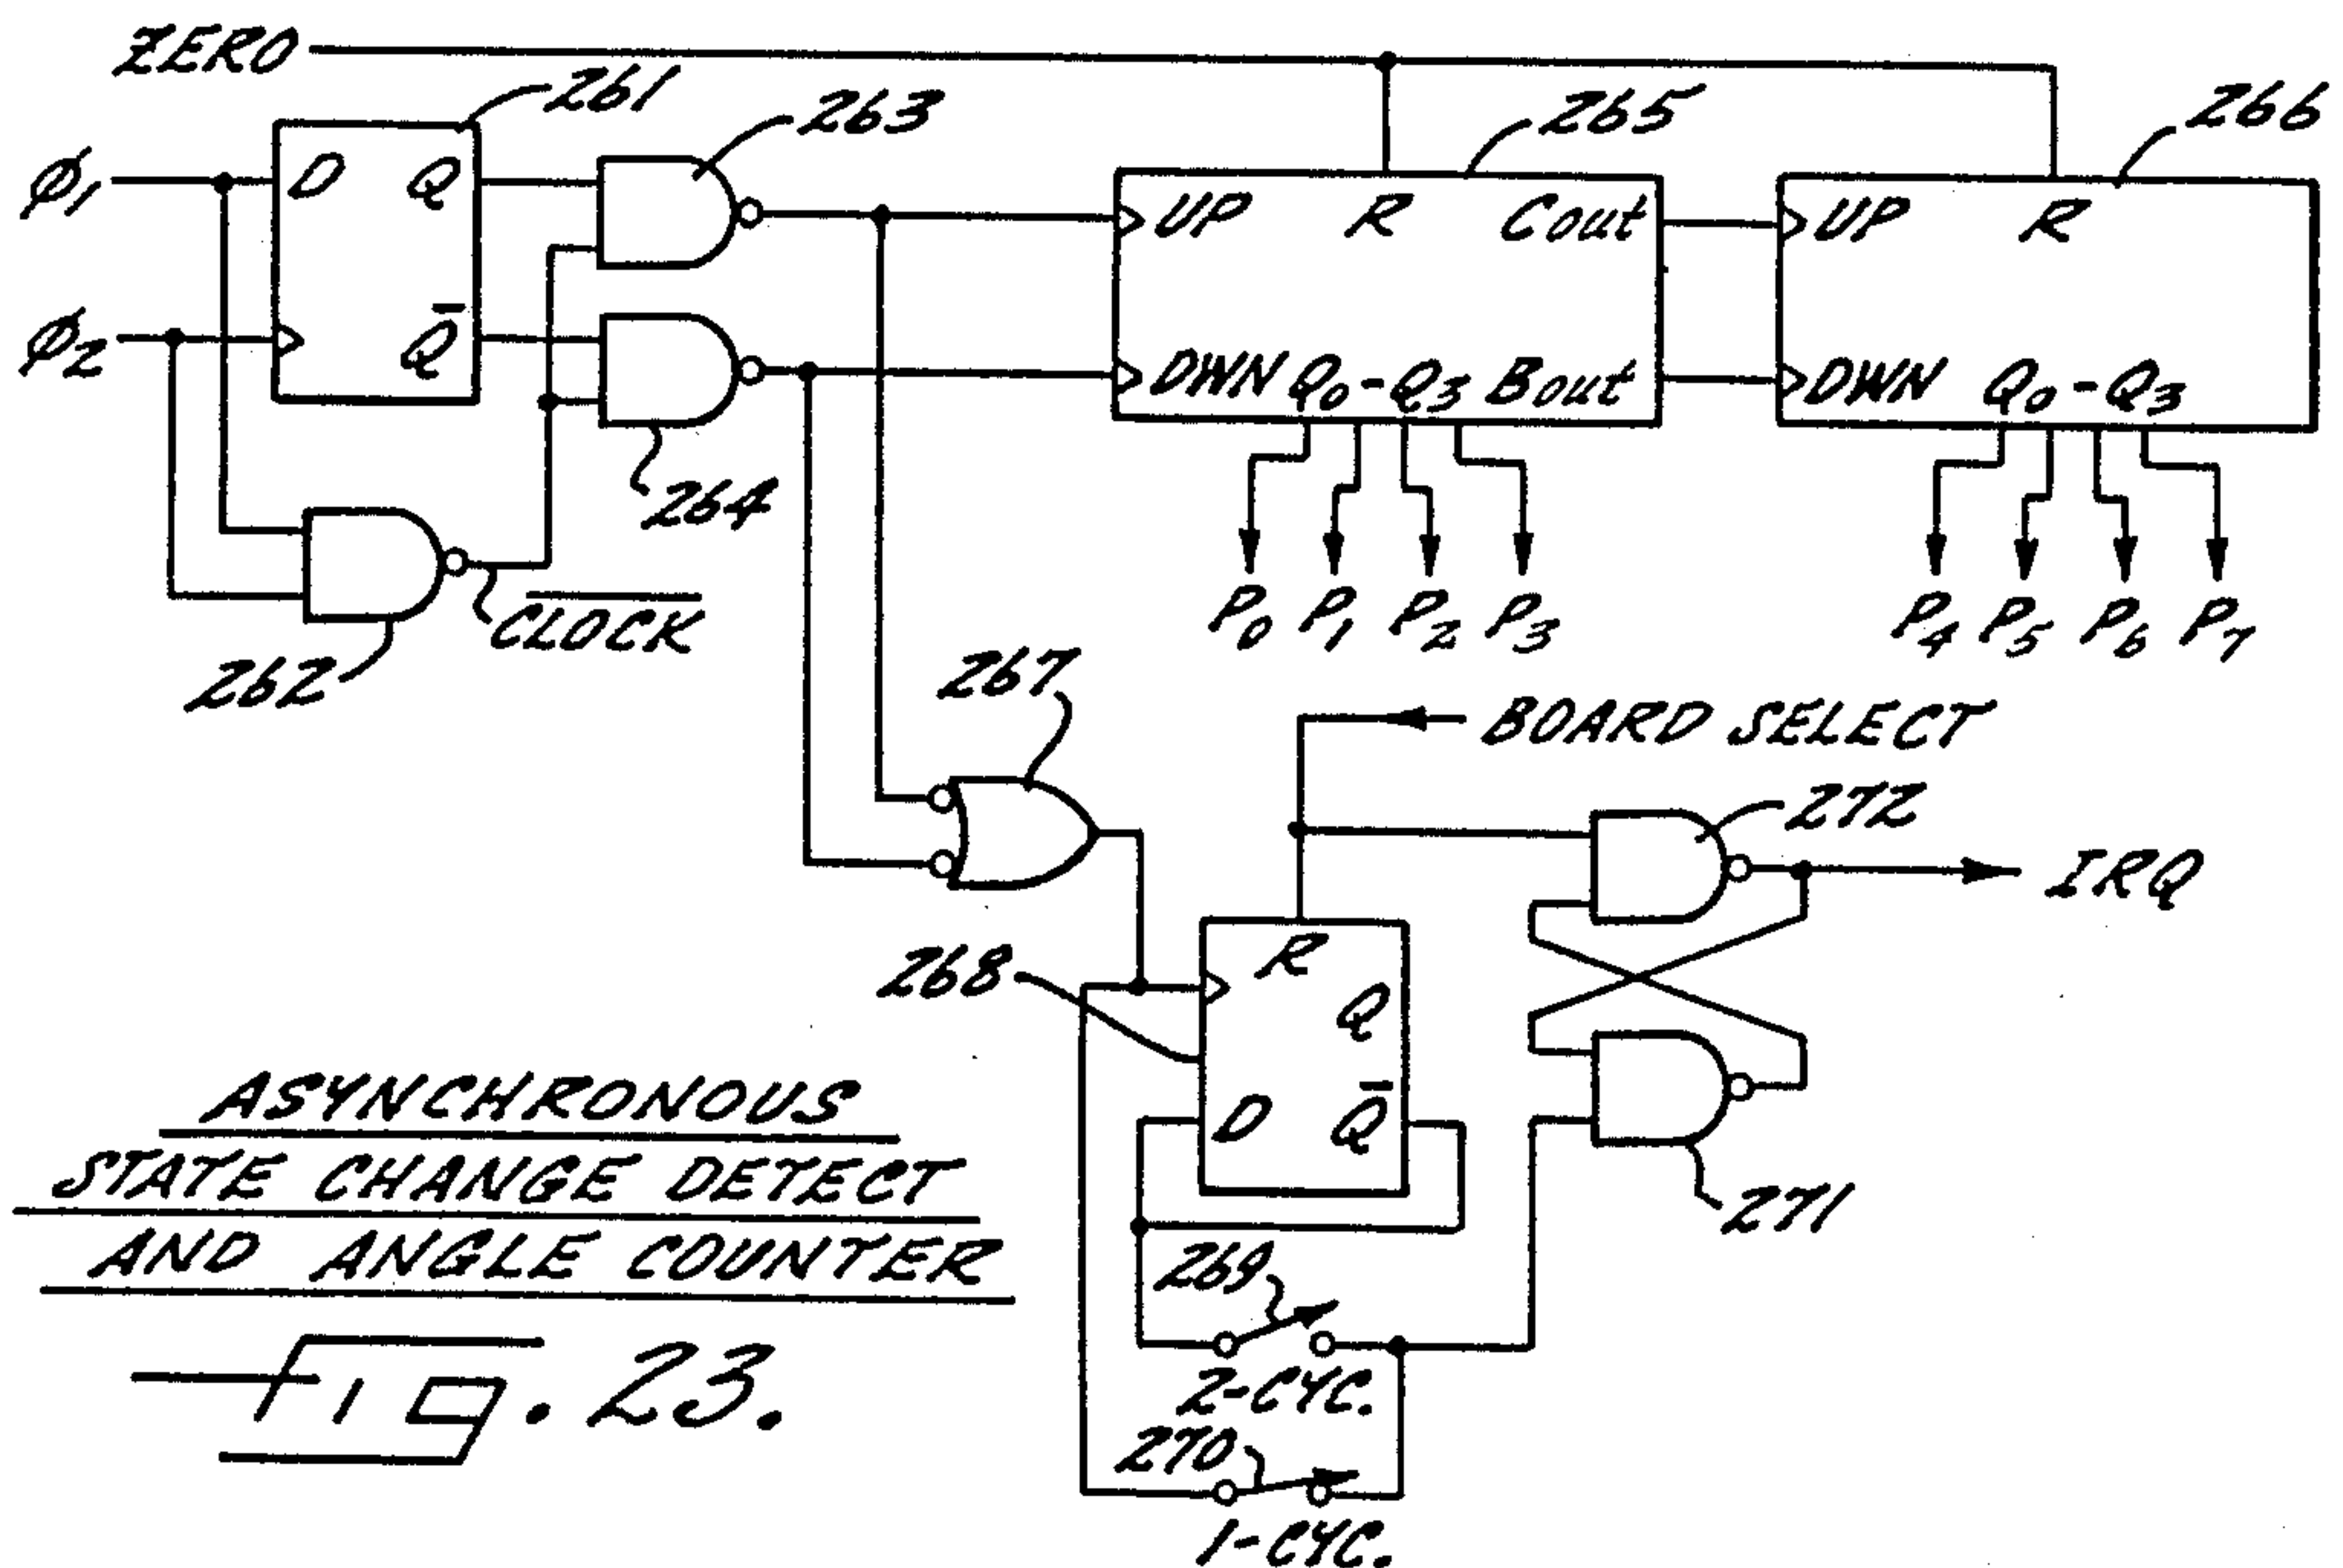 ZERO
261
263
265
266
φ1
D Q
UP R Cout
UP R
φ2
Q̅
DWN Q0-Q3 Bout
DWN Q0-Q3
264
C̅L̅O̅C̅K̅
262
P0 P1 P2 P3
P4 P5 P6 P7
267
BOARD SELECT
272
IRQ
268
R
Q
D Q̅
271
269
2-CYC.
270
1-CYC.
ASYNCHRONOUS
STATE CHANGE DETECT
AND ANGLE COUNTER
Fig. 23.